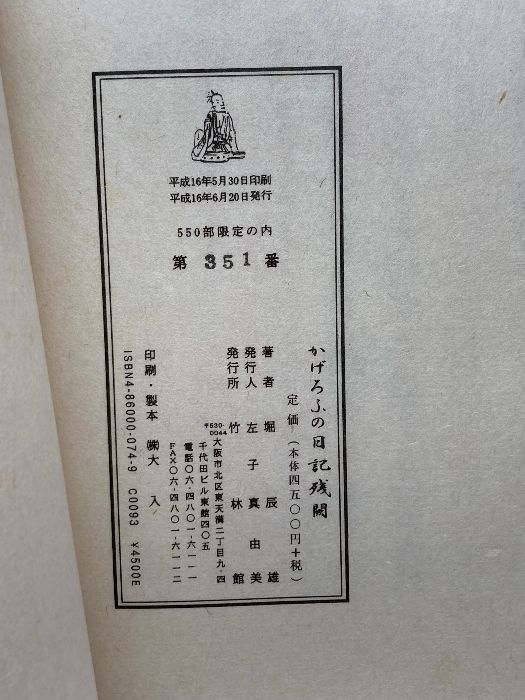 平成16年5月30日印刷
平成16年6月20日発行
550部限定の内
第 351 番
かげろふの日記残闕
定価(本体四五〇〇円+税)
著者 堀辰雄
発行人 左子真由美
発行所 竹林館
〒530-0044 大阪市北区東天満二丁目九-四
千代田ビル東館四〇五
電話〇六-四八〇一-六一一一
FAX〇六-四八〇一-六一一二
印刷・製本 ㈱大入
ISBN4-86000-074-9 C0093 ¥4500E